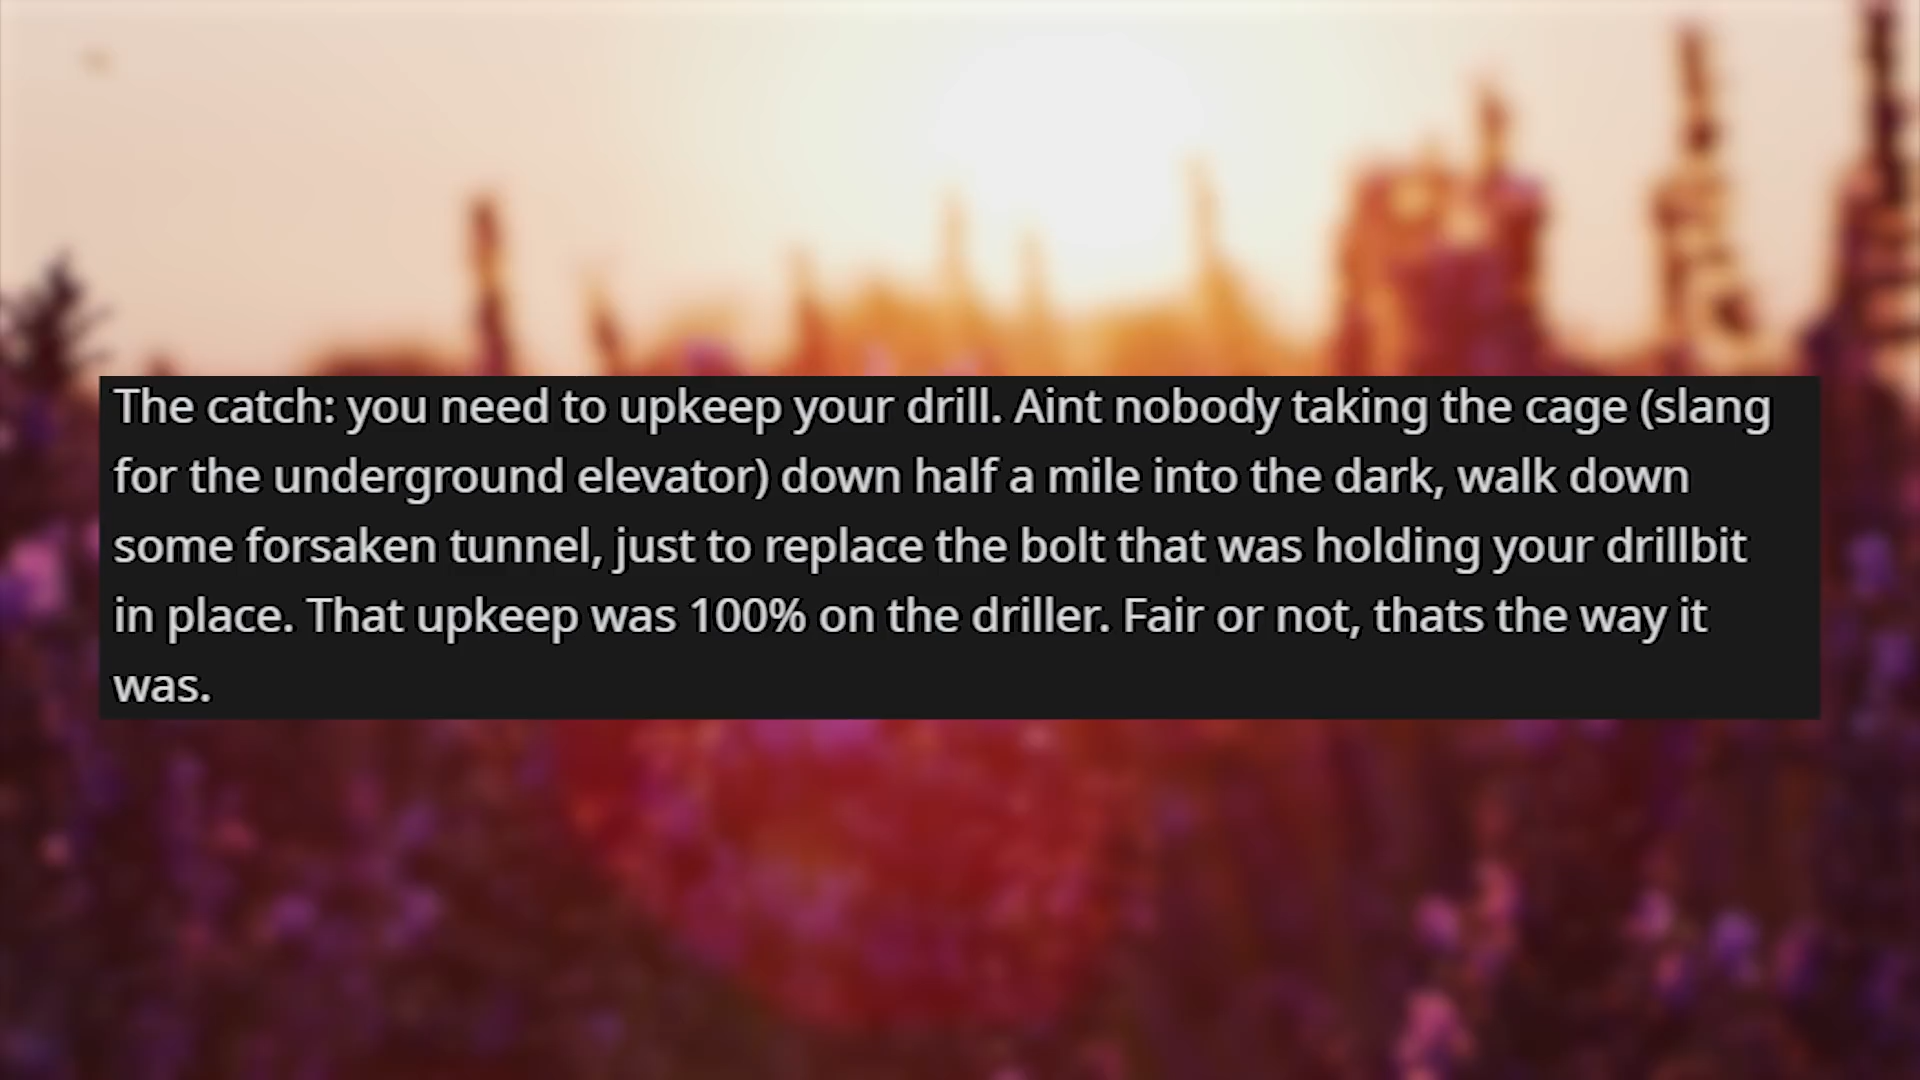 The catch: you need to upkeep your drill. Aint nobody taking the cage (slang
for the underground elevator) down half a mile into the dark, walk down
some forsaken tunnel, just to replace the bolt that was holding your drillbit
in place. That upkeep was 100% on the driller. Fair or not, thats the way it
was.